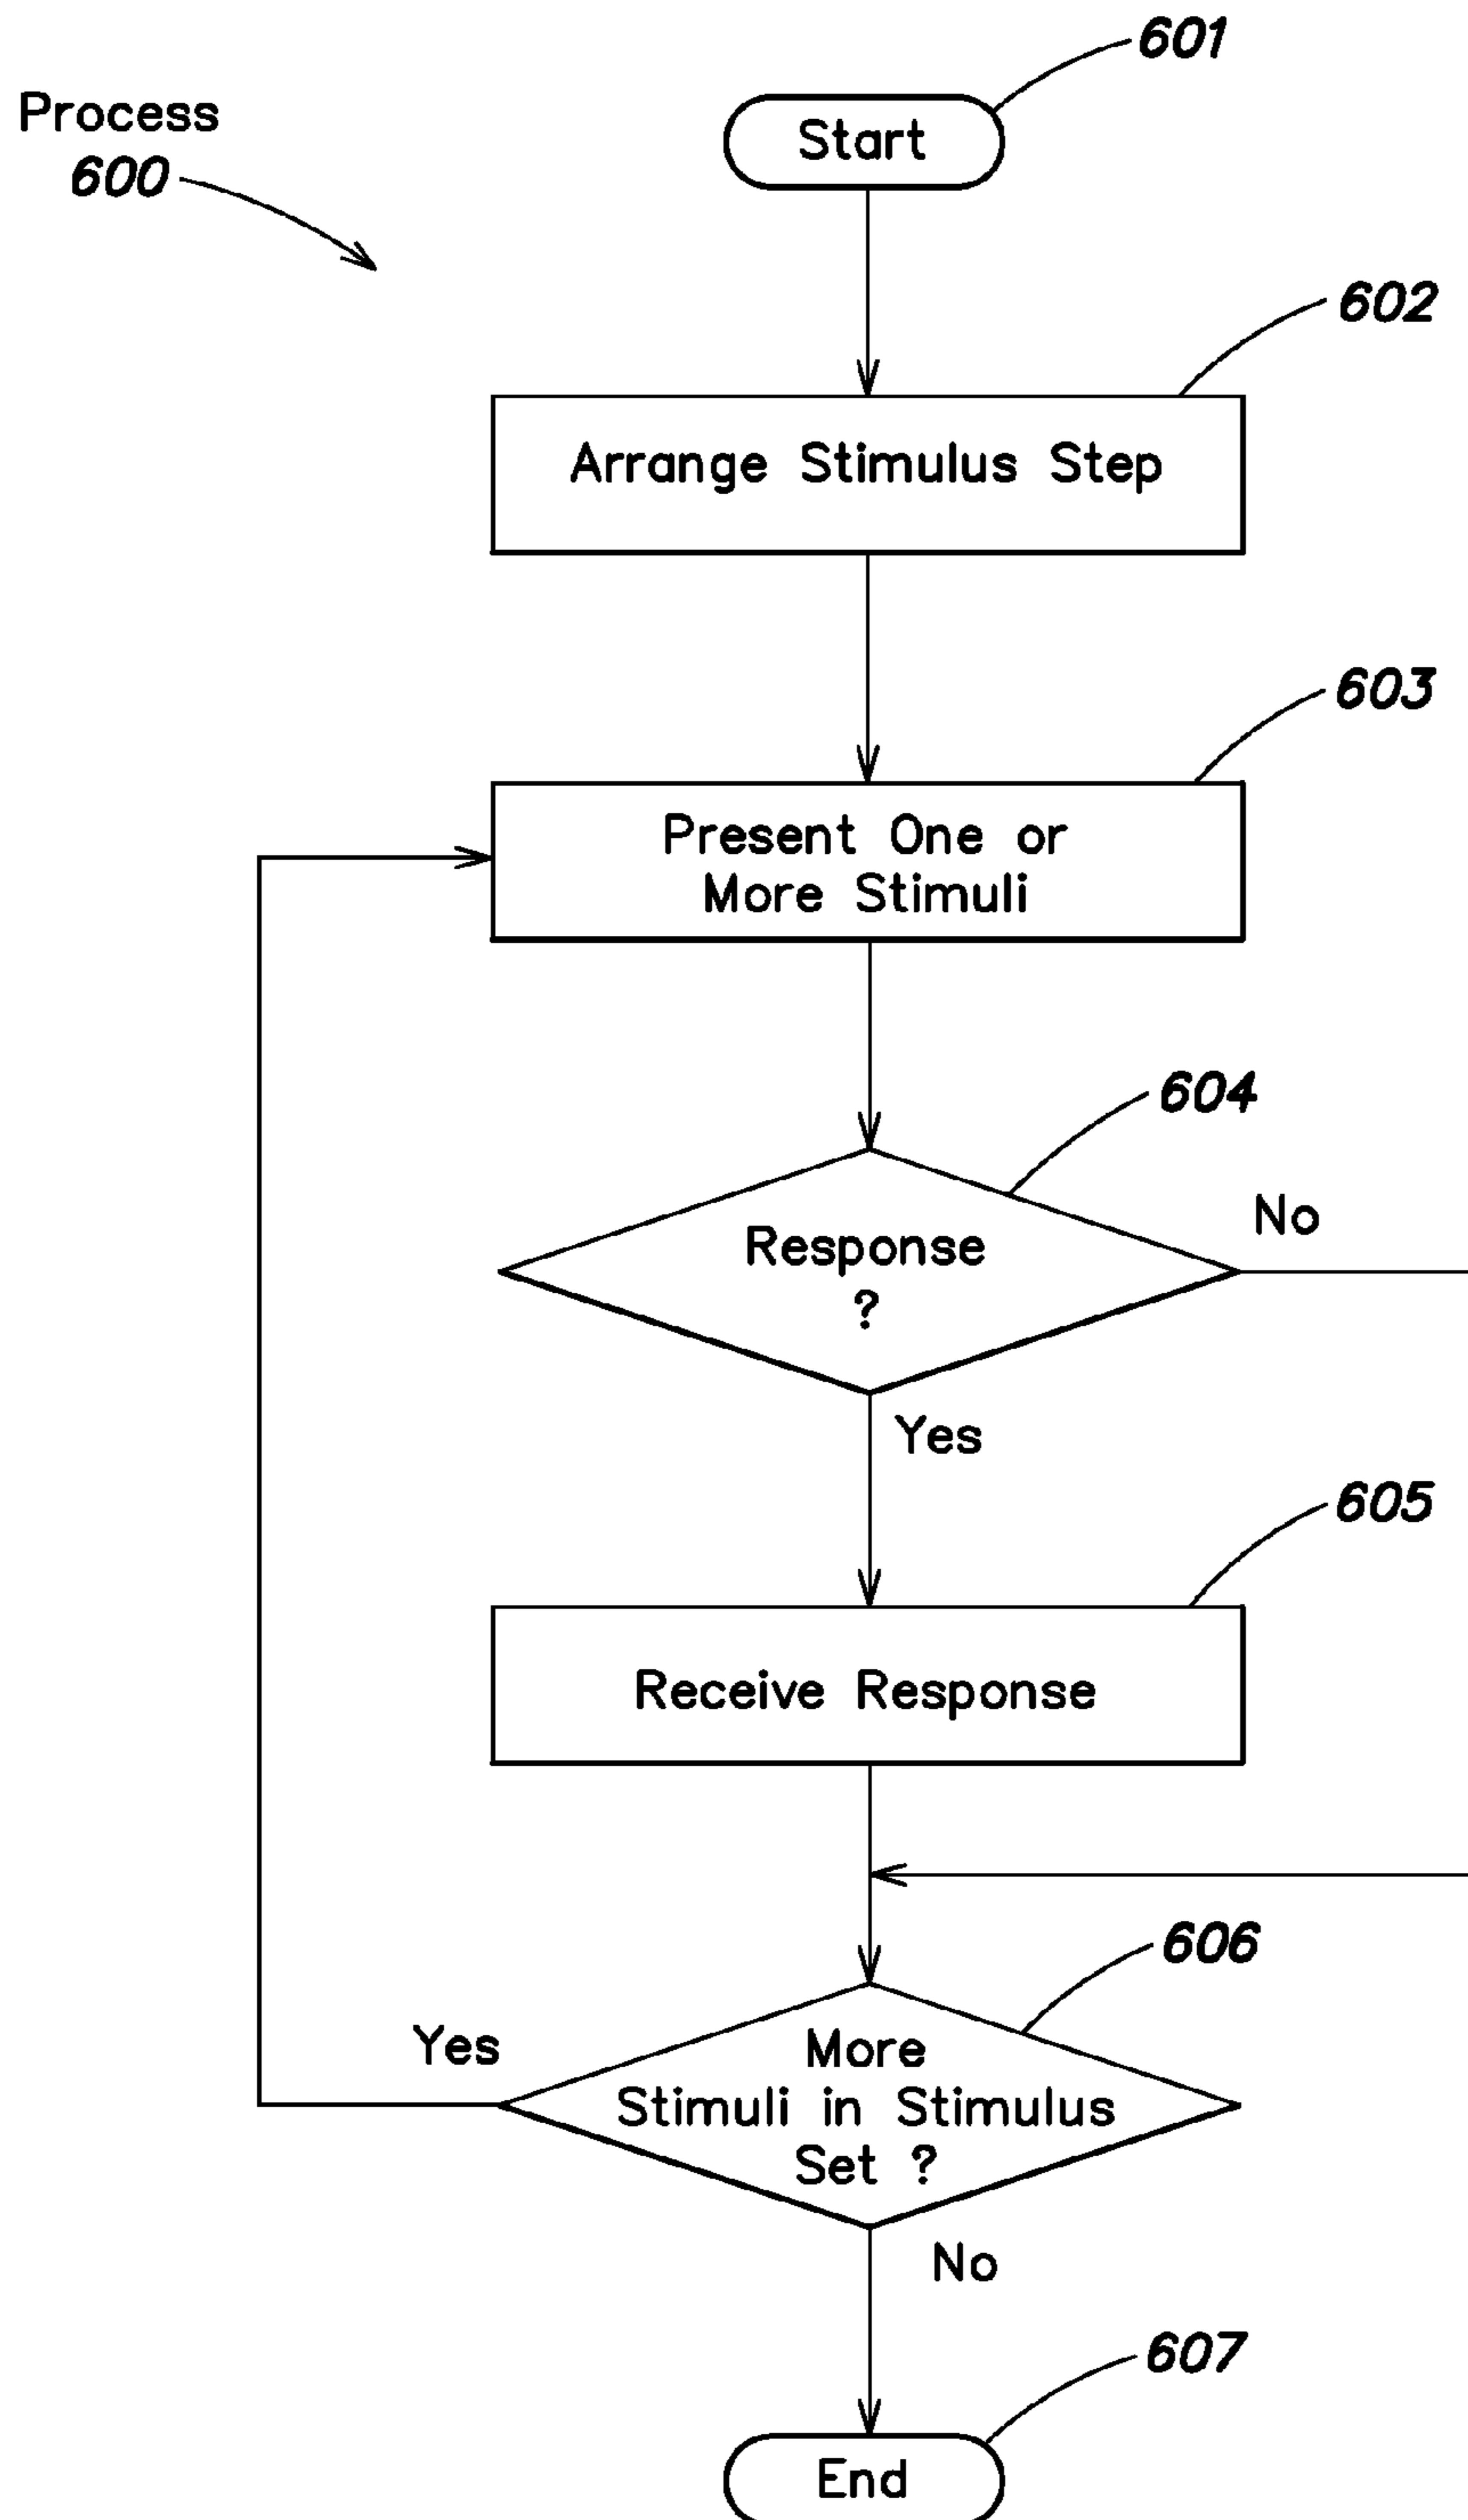 601
Process
600
Start
602
Arrange Stimulus Step
603
Present One or
More Stimuli
604
No
Response
?
Yes
605
Receive Response
606
Yes
More
Stimuli in Stimulus
Set ?
No
607
End